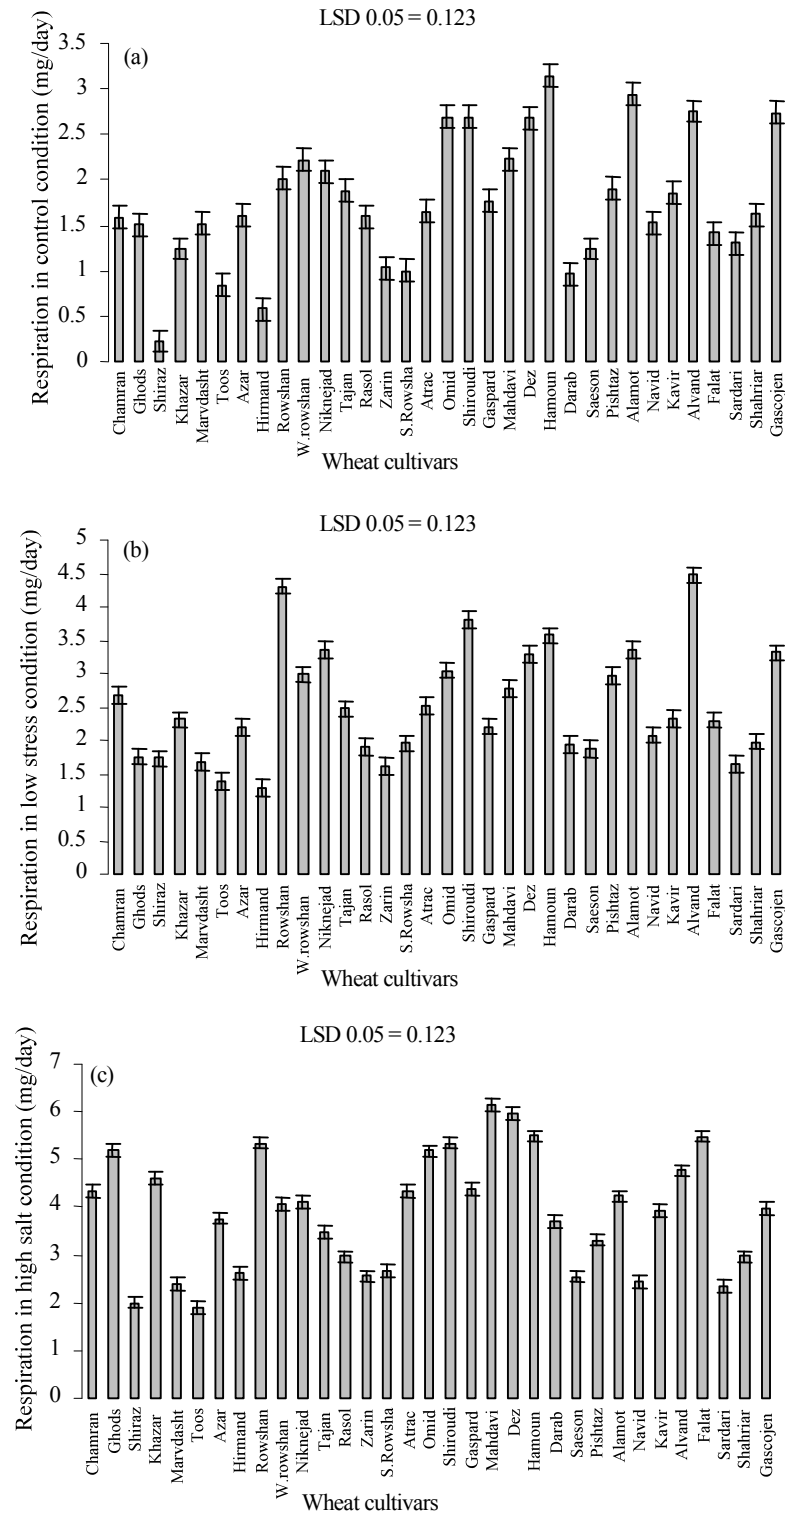 LSD 0.05 = 0.123
(a)
Respiration in control condition (mg/day)
3.5
3
2.5
2
1.5
1
0.5
0
Chamran
Ghods
Shiraz
Khazar
Marvdasht
Toos
Azar
Hirmand
Rowshan
W.rowshan
Niknejad
Tajan
Rasol
Zarin
S.Rowsha
Atrac
Omid
Shiroudi
Gaspard
Mahdavi
Dez
Hamoun
Darab
Saeson
Pishtaz
Alamot
Navid
Kavir
Alvand
Falat
Sardari
Shahriar
Gascojen
Wheat cultivars
LSD 0.05 = 0.123
(b)
Respiration in low stress condition (mg/day)
5
4.5
4
3.5
3
2.5
2
1.5
1
0.5
0
Chamran
Ghods
Shiraz
Khazar
Marvdasht
Toos
Azar
Hirmand
Rowshan
W.rowshan
Niknejad
Tajan
Rasol
Zarin
S.Rowsha
Atrac
Omid
Shiroudi
Gaspard
Mahdavi
Dez
Hamoun
Darab
Saeson
Pishtaz
Alamot
Navid
Kavir
Alvand
Falat
Sardari
Shahriar
Gascojen
Wheat cultivars
LSD 0.05 = 0.123
(c)
Respiration in high salt condition (mg/day)
7
6
5
4
3
2
1
0
Chamran
Ghods
Shiraz
Khazar
Marvdasht
Toos
Azar
Hirmand
Rowshan
W.rowshan
Niknejad
Tajan
Rasol
Zarin
S.Rowsha
Atrac
Omid
Shiroudi
Gaspard
Mahdavi
Dez
Hamoun
Darab
Saeson
Pishtaz
Alamot
Navid
Kavir
Alvand
Falat
Sardari
Shahriar
Gascojen
Wheat cultivars